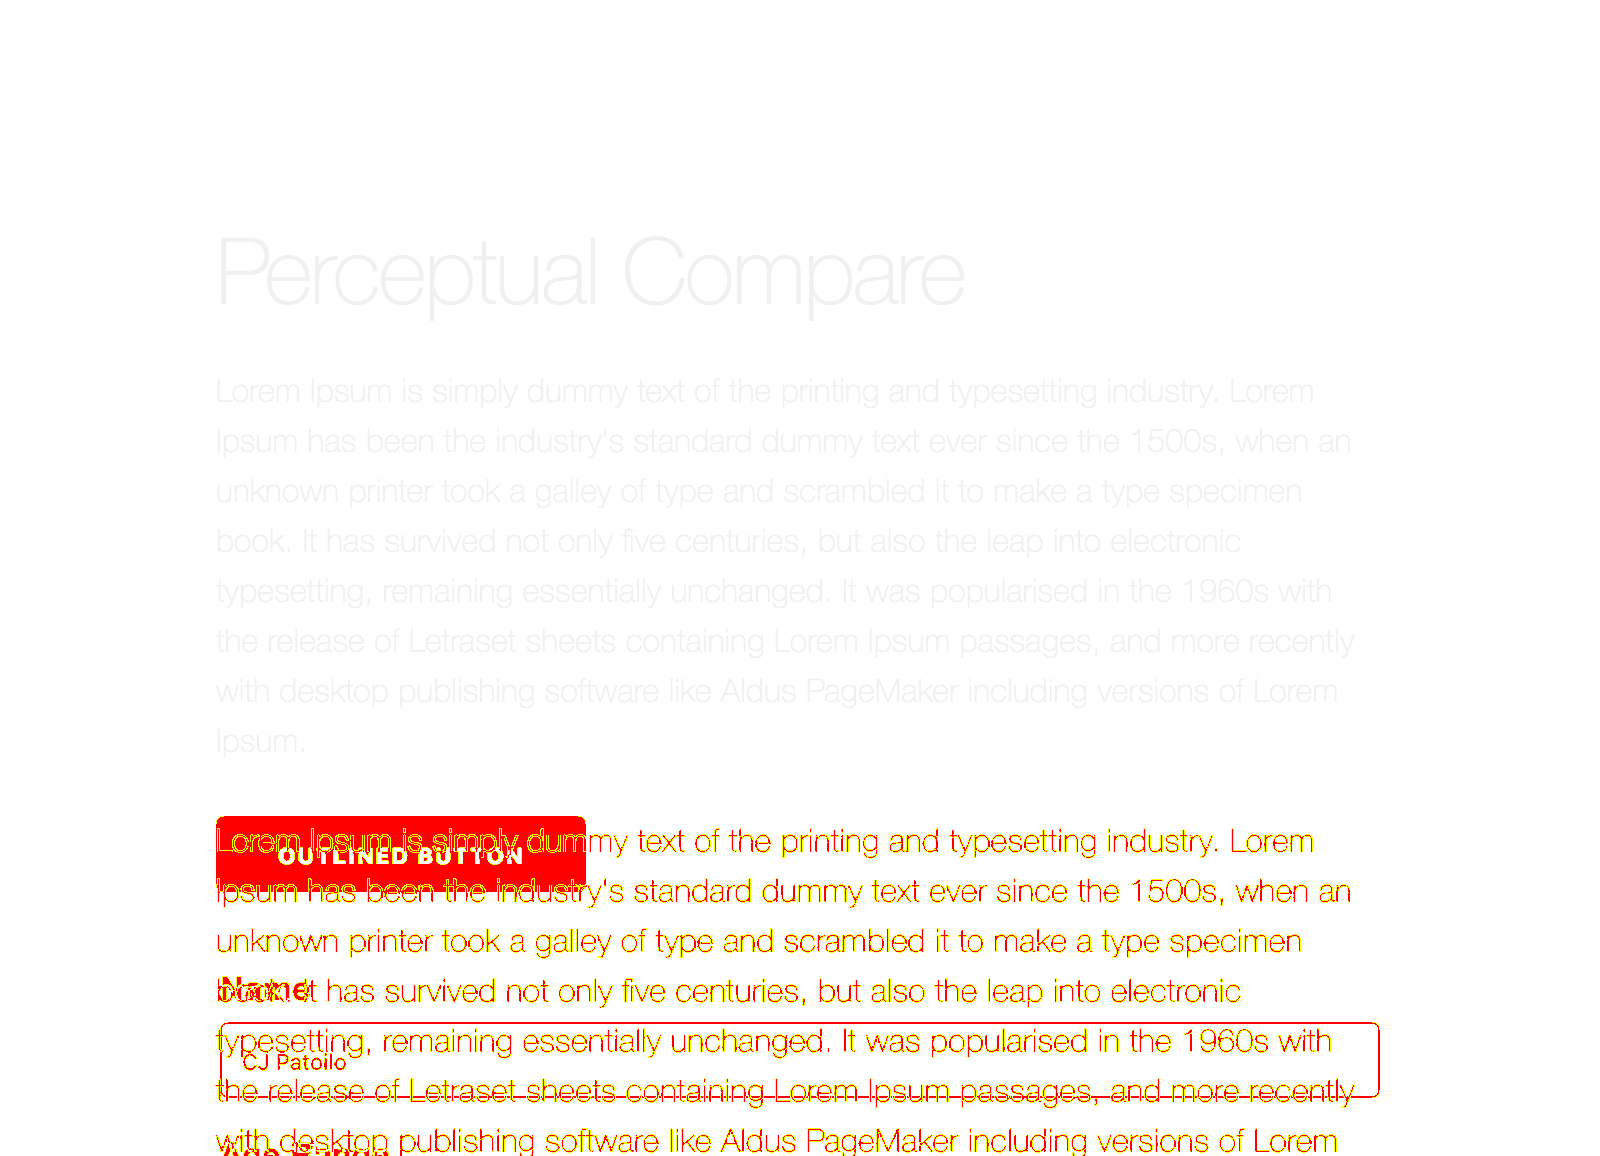 Perceptual Compare
Lorem Ipsum is simply dummy text of the printing and typesetting industry. Lorem
Ipsum has been the industry's standard dummy text ever since the 1500s, when an
unknown printer took a galley of type and scrambled it to make a type specimen
book. It has survived not only five centuries, but also the leap into electronic
typesetting, remaining essentially unchanged. It was popularised in the 1960s with
the release of Letraset sheets containing Lorem Ipsum passages, and more recently
with desktop publishing software like Aldus PageMaker including versions of Lorem
Ipsum.
Lorem Ipsum is simply dummy text of the printing and typesetting industry. Lorem
OUTLINED BUTTON
Ipsum has been the industry's standard dummy text ever since the 1500s, when an
unknown printer took a galley of type and scrambled it to make a type specimen
Name
book. It has survived not only five centuries, but also the leap into electronic
typesetting, remaining essentially unchanged. It was popularised in the 1960s with
CJ Patoilo
the release of Letraset sheets containing Lorem Ipsum passages, and more recently
with desktop publishing software like Aldus PageMaker including versions of Lorem